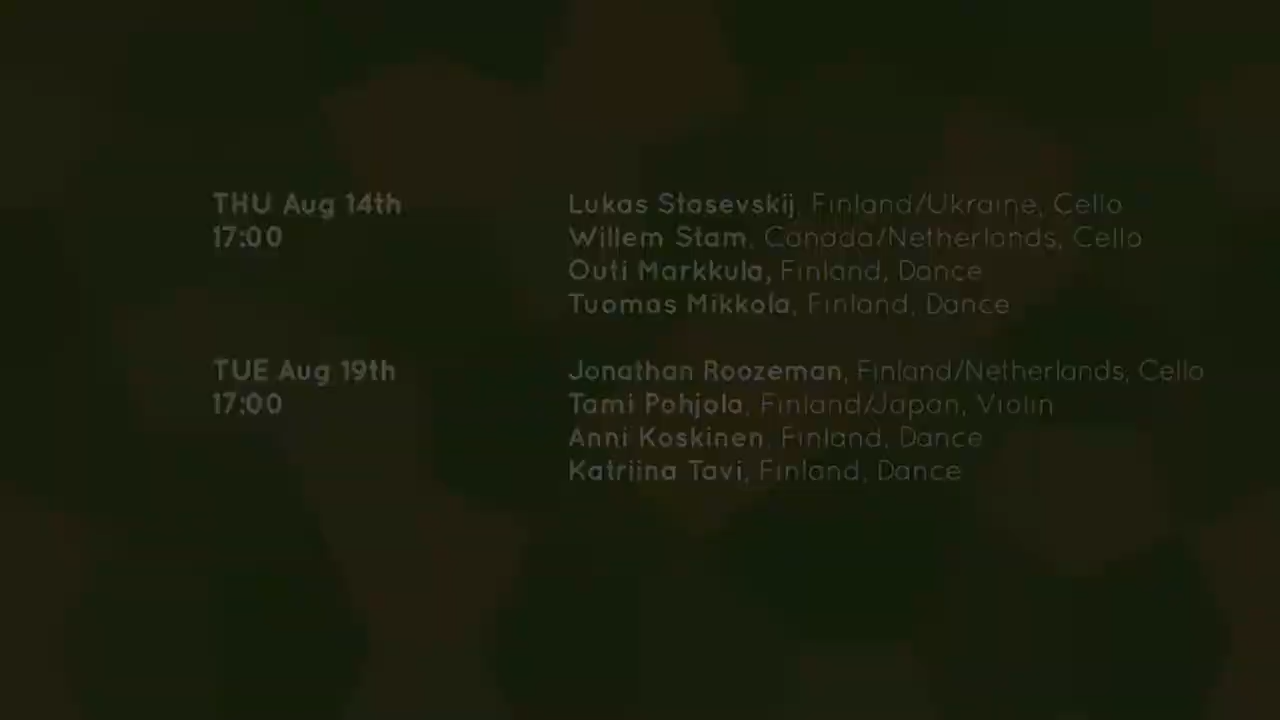 THU Aug 14th
17:00
Lukas Stasevskij, Finland/Ukraine, Cello
Willem Stam, Canada/Netherlands, Cello
Outi Markkula, Finland, Dance
Tuomas Mikkola, Finland, Dance
TUE Aug 19th
17:00
Jonathan Roozeman, Finland/Netherlands, Cello
Tami Pohjola, Finland/Japan, Violin
Anni Koskinen, Finland, Dance
Katriina Tavi, Finland, Dance